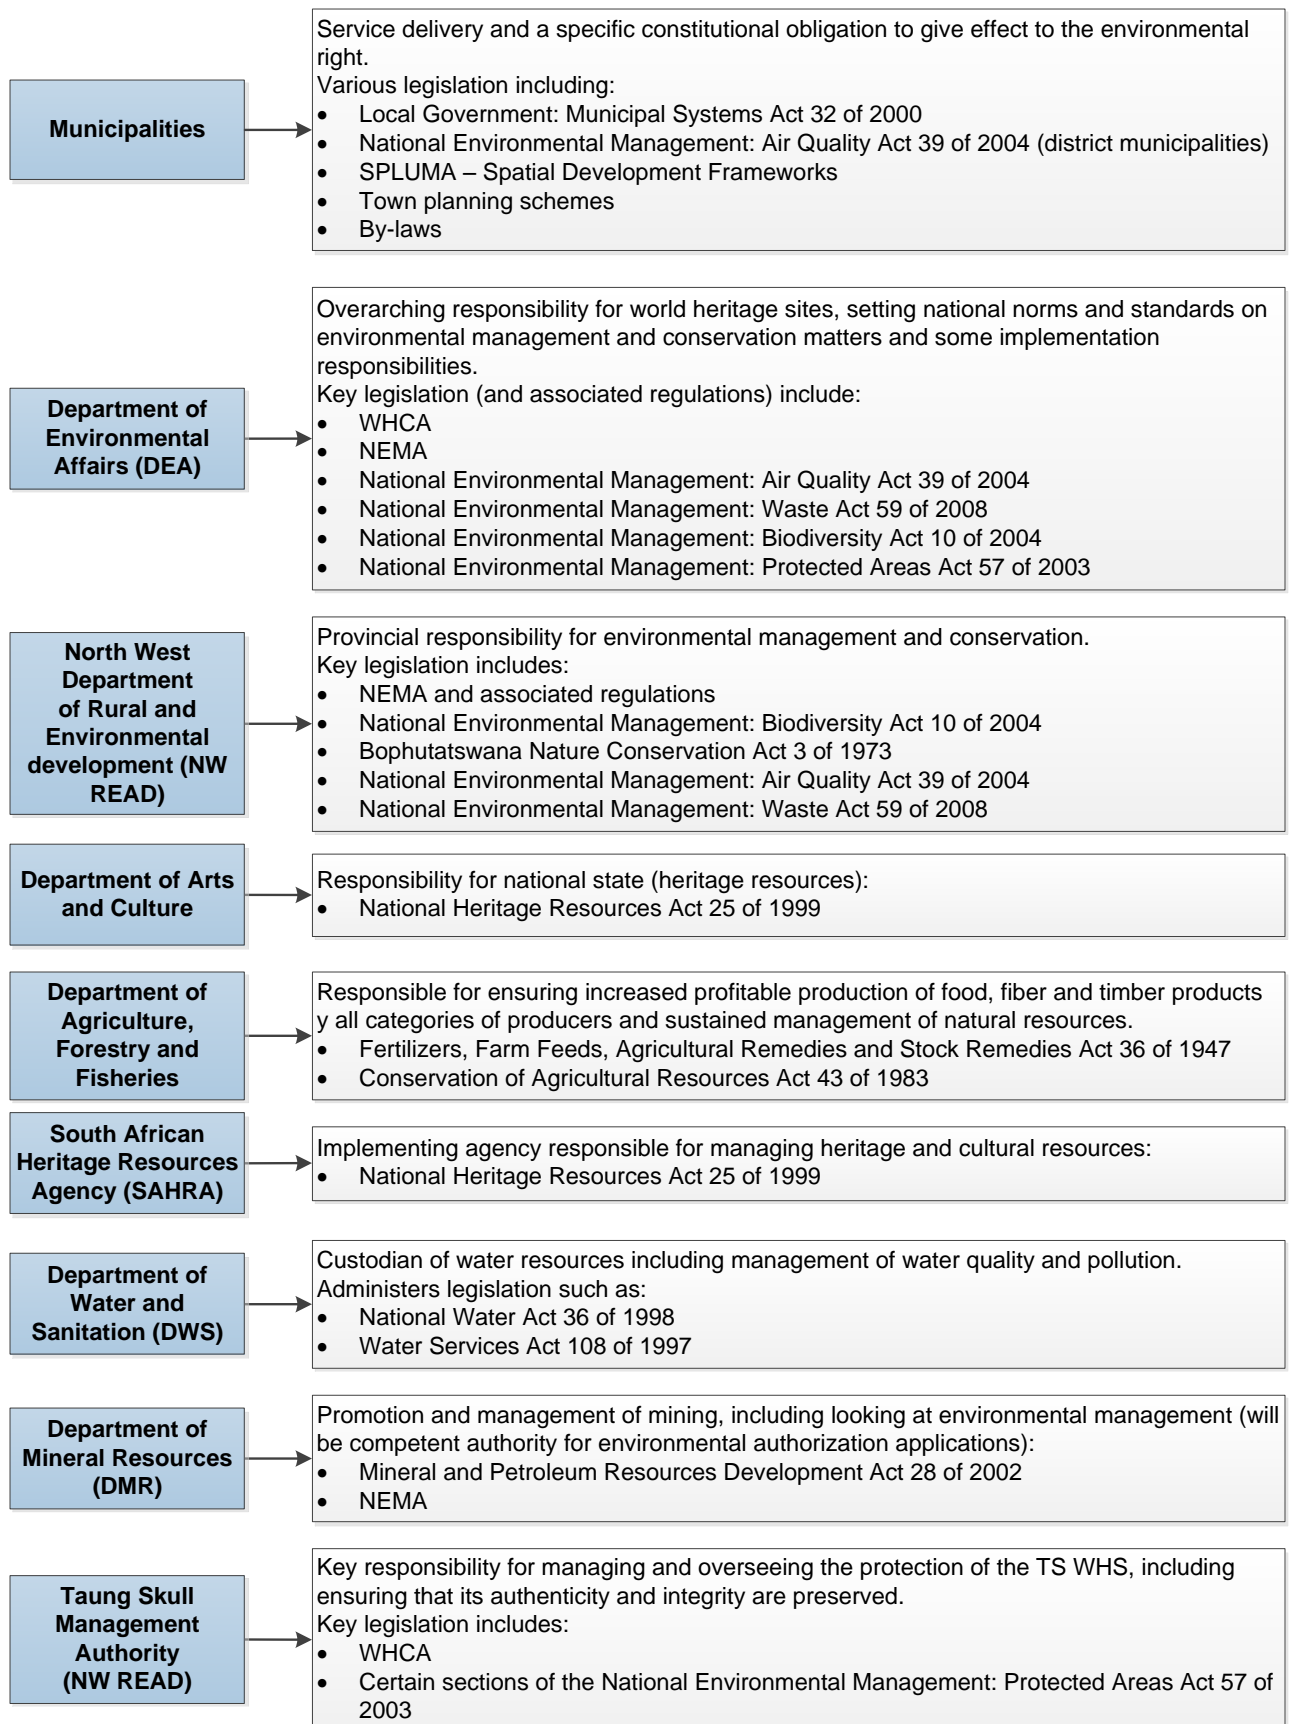 Municipalities
Service delivery and a specific constitutional obligation to give effect to the environmental
right.
Various legislation including:
• Local Government: Municipal Systems Act 32 of 2000
• National Environmental Management: Air Quality Act 39 of 2004 (district municipalities)
• SPLUMA – Spatial Development Frameworks
• Town planning schemes
• By-laws
Department of
Environmental
Affairs (DEA)
Overarching responsibility for world heritage sites, setting national norms and standards on
environmental management and conservation matters and some implementation
responsibilities.
Key legislation (and associated regulations) include:
• WHCA
• NEMA
• National Environmental Management: Air Quality Act 39 of 2004
• National Environmental Management: Waste Act 59 of 2008
• National Environmental Management: Biodiversity Act 10 of 2004
• National Environmental Management: Protected Areas Act 57 of 2003
North West
Department
of Rural and
Environmental
development (NW
READ)
Provincial responsibility for environmental management and conservation.
Key legislation includes:
• NEMA and associated regulations
• National Environmental Management: Biodiversity Act 10 of 2004
• Bophutatswana Nature Conservation Act 3 of 1973
• National Environmental Management: Air Quality Act 39 of 2004
• National Environmental Management: Waste Act 59 of 2008
Department of Arts
and Culture
Responsibility for national state (heritage resources):
• National Heritage Resources Act 25 of 1999
Department of
Agriculture,
Forestry and
Fisheries
Responsible for ensuring increased profitable production of food, fiber and timber products
y all categories of producers and sustained management of natural resources.
• Fertilizers, Farm Feeds, Agricultural Remedies and Stock Remedies Act 36 of 1947
• Conservation of Agricultural Resources Act 43 of 1983
South African
Heritage Resources
Agency (SAHRA)
Implementing agency responsible for managing heritage and cultural resources:
• National Heritage Resources Act 25 of 1999
Department of
Water and
Sanitation (DWS)
Custodian of water resources including management of water quality and pollution.
Administers legislation such as:
• National Water Act 36 of 1998
• Water Services Act 108 of 1997
Department of
Mineral Resources
(DMR)
Promotion and management of mining, including looking at environmental management (will
be competent authority for environmental authorization applications):
• Mineral and Petroleum Resources Development Act 28 of 2002
• NEMA
Taung Skull
Management
Authority
(NW READ)
Key responsibility for managing and overseeing the protection of the TS WHS, including
ensuring that its authenticity and integrity are preserved.
Key legislation includes:
• WHCA
• Certain sections of the National Environmental Management: Protected Areas Act 57 of
2003